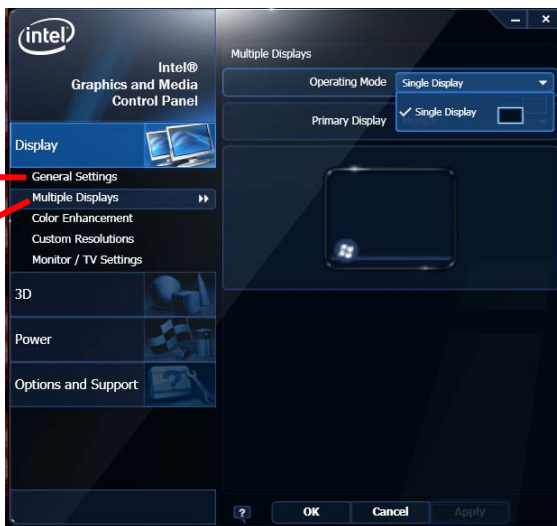 intel
Intel®
Graphics and Media
Control Panel
Display
General Settings
Multiple Displays
Color Enhancement
Custom Resolutions
Monitor / TV Settings
3D
Power
Options and Support
Multiple Displays
Operating Mode Single Display
Single Display
Primary Display
?
OK Cancel Apply